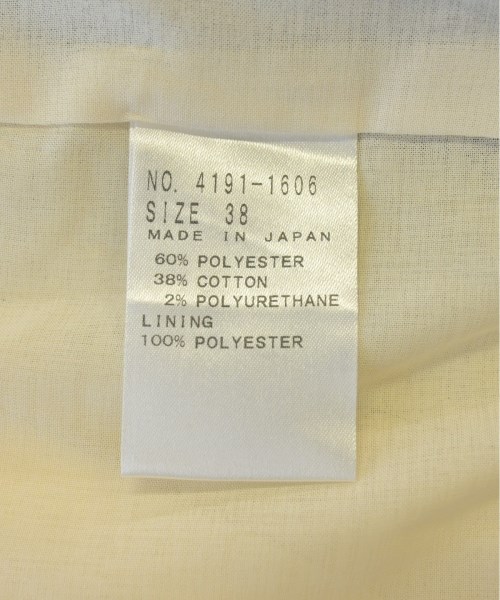 NO. 4191-1606
SIZE 38
MADE IN JAPAN
60% POLYESTER
38% COTTON
2% POLYURETHANE
LINING
100% POLYESTER